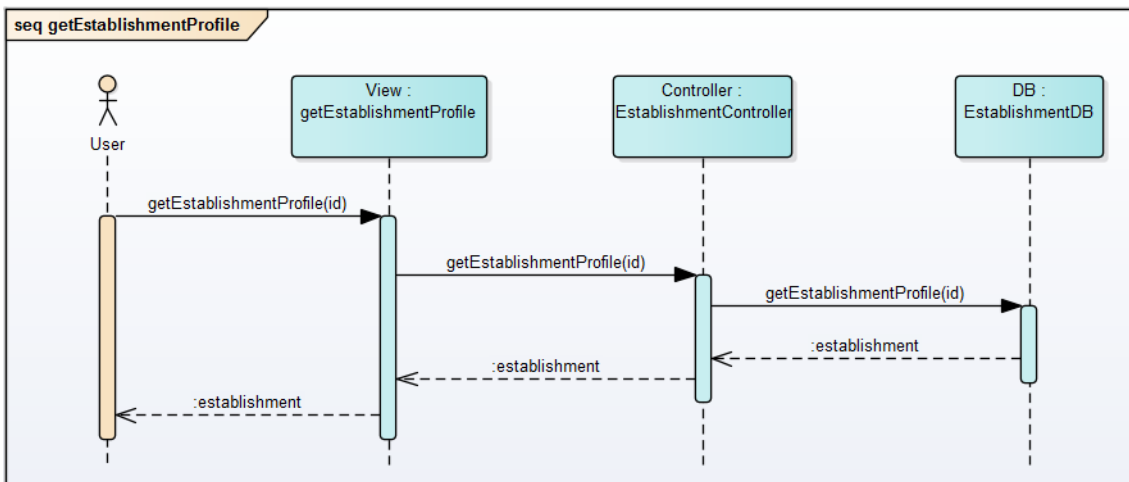 seq getEstablishmentProfile
User
View :
getEstablishmentProfile
Controller :
EstablishmentController
DB :
EstablishmentDB
getEstablishmentProfile(id)
getEstablishmentProfile(id)
getEstablishmentProfile(id)
:establishment
:establishment
:establishment